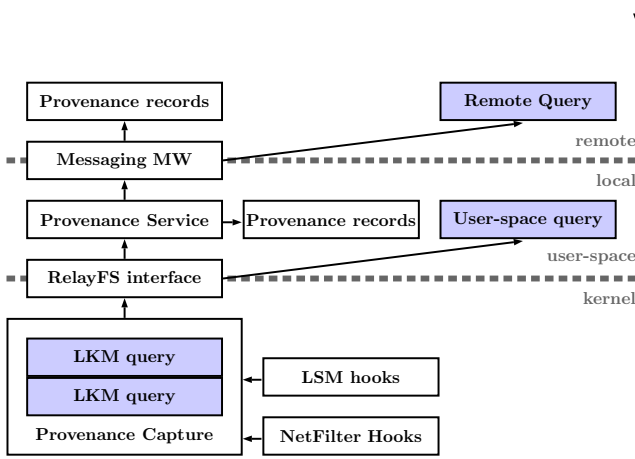 Provenance records
Remote Query
remote
Messaging MW
local
Provenance Service
Provenance records
User-space query
user-space
RelayFS interface
kernel
LKM query
LSM hooks
LKM query
Provenance Capture
NetFilter Hooks